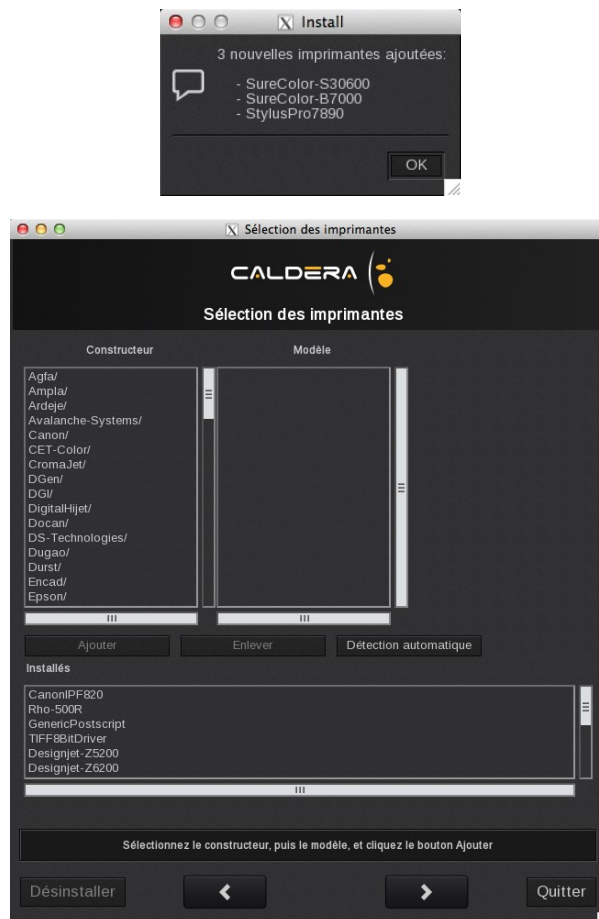 Install
3 nouvelles imprimantes ajoutées:
- SureColor-S30600
- SureColor-B7000
- StylusPro7890
OK
Sélection des imprimantes
CALDERA
Sélection des imprimantes
Constructeur
Modèle
Agfa/
Ampla/
Ardeje/
Avalanche-Systems/
Canon/
CET-Color/
CromaJet/
DGen/
DGI/
DigitalHijet/
Docan/
DS-Technologies/
Dugao/
Durst/
Encad/
Epson/
Ajouter
Enlever
Détection automatique
Installés
CanonIPF820
Rho-500R
GenericPostscript
TIFF8BitDriver
Designjet-Z5200
Designjet-Z6200
Sélectionnez le constructeur, puis le modèle, et cliquez le bouton Ajouter
Désinstaller
Quitter